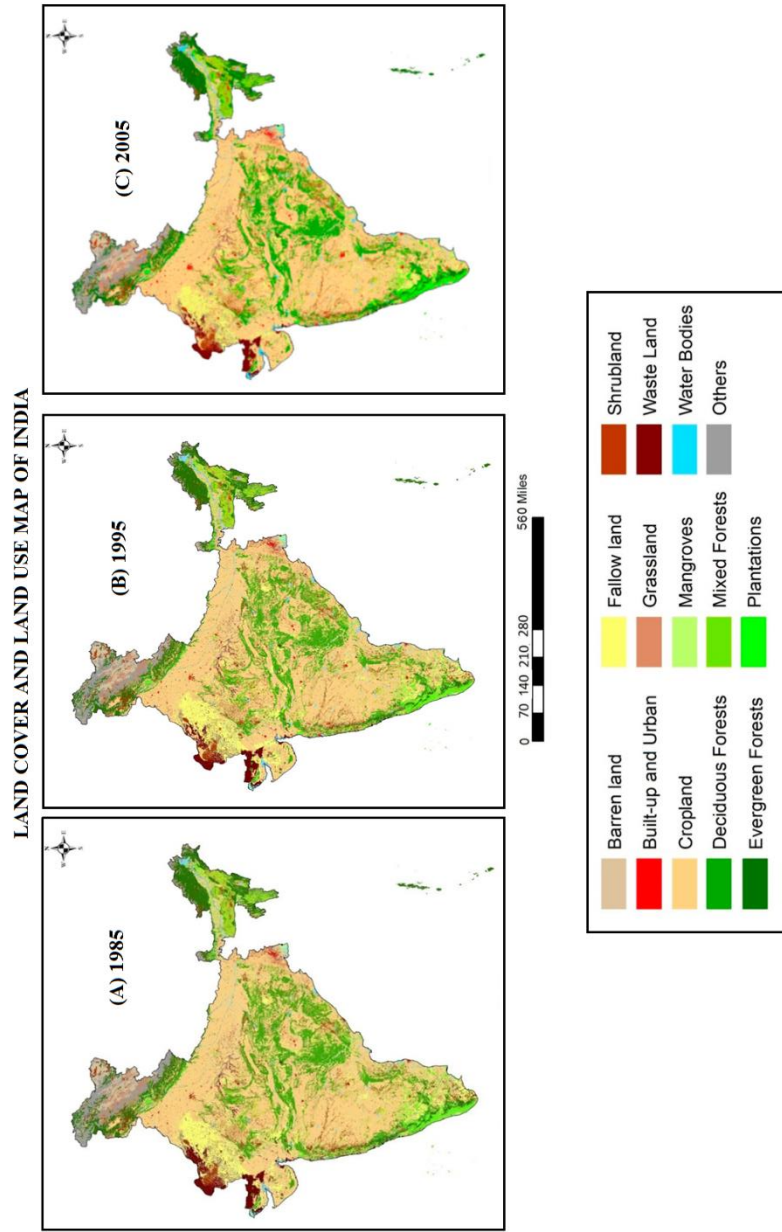 LAND COVER AND LAND USE MAP OF INDIA
(A) 1985
(B) 1995
(C) 2005
0 70 140 210 280 560 Miles
Barren land Fallow land Shrubland
Built-up and Urban Grassland Waste Land
Cropland Mangroves Water Bodies
Deciduous Forests Mixed Forests Others
Evergreen Forests Plantations